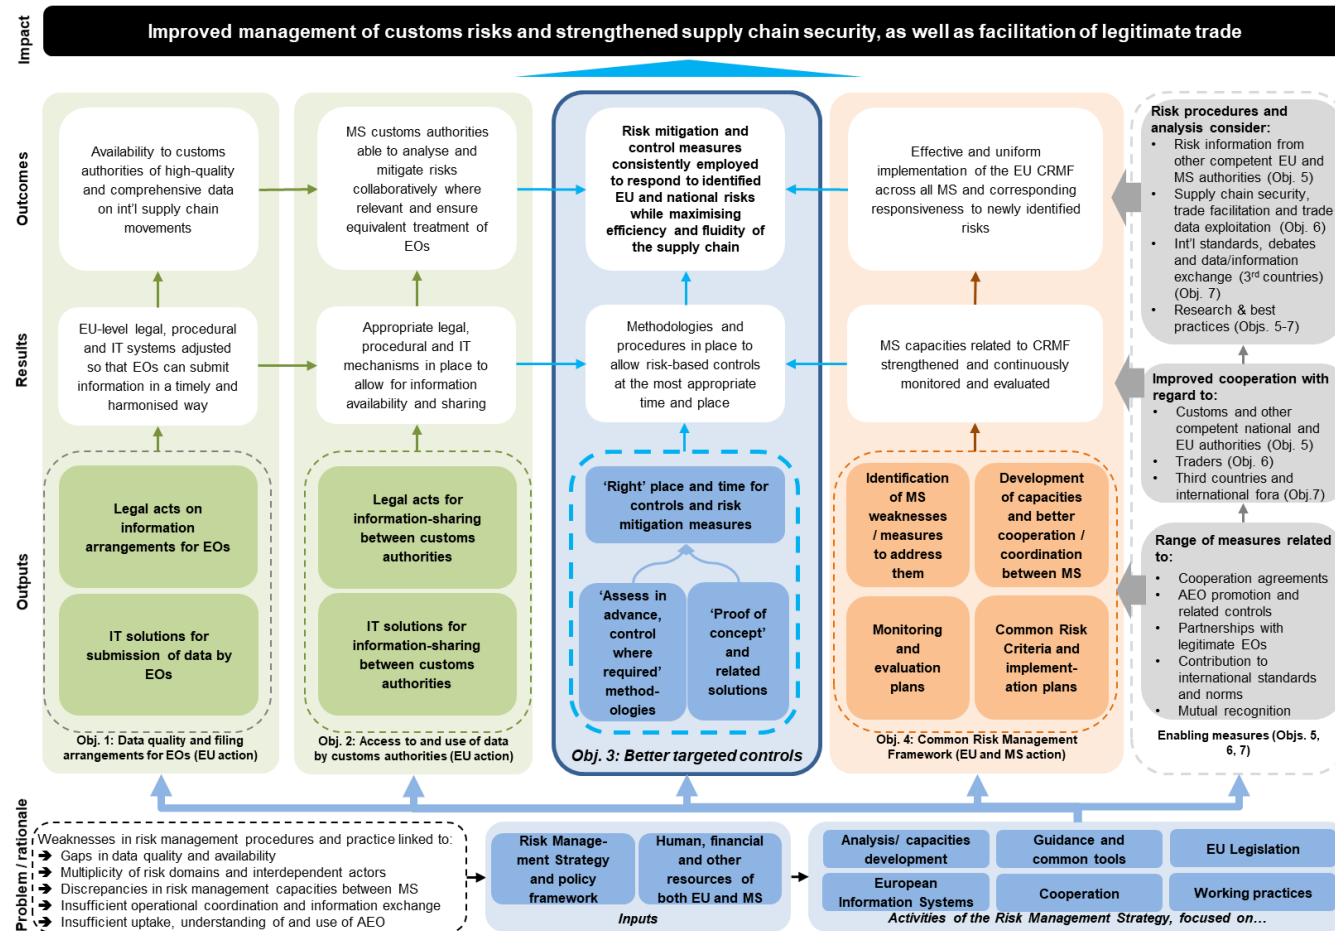 Impact
Improved management of customs risks and strengthened supply chain security, as well as facilitation of legitimate trade
Outcomes
Availability to customs
authorities of high-quality
and comprehensive data
on int'l supply chain
movements
MS customs authorities
able to analyse and
mitigate risks
collaboratively where
relevant and ensure
equivalent treatment of
EOs
Risk mitigation and
control measures
consistently employed
to respond to identified
EU and national risks
while maximising
efficiency and fluidity of
the supply chain
Effective and uniform
implementation of the EU CRMF
across all MS and corresponding
responsiveness to newly identified
risks
Risk procedures and
analysis consider:
• Risk information from
other competent EU and
MS authorities (Obj. 5)
• Supply chain security,
trade facilitation and trade
data exploitation (Obj. 6)
• Int'l standards, debates
and data/information
exchange (3rd countries)
(Obj. 7)
• Research & best
practices (Objs. 5-7)
Results
EU-level legal, procedural
and IT systems adjusted
so that EOs can submit
information in a timely and
harmonised way
Appropriate legal,
procedural and IT
mechanisms in place to
allow for information
availability and sharing
Methodologies and
procedures in place to
allow risk-based controls
at the most appropriate
time and place
MS capacities related to CRMF
strengthened and continuously
monitored and evaluated
Improved cooperation with
regard to:
• Customs and other
competent national and
EU authorities (Obj. 5)
• Traders (Obj. 6)
• Third countries and
international fora (Obj.7)
Outputs
Legal acts on
information
arrangements for EOs
IT solutions for
submission of data by
EOs
Obj. 1: Data quality and filing
arrangements for EOs (EU action)
Legal acts for
information-sharing
between customs
authorities
IT solutions for
information-sharing
between customs
authorities
Obj. 2: Access to and use of data
by customs authorities (EU action)
'Right' place and time for
controls and risk
mitigation measures
'Assess in
advance,
control
where
required'
method-
ologies
'Proof of
concept' and
related
solutions
Obj. 3: Better targeted controls
Identification
of MS
weaknesses
/ measures
to address
them
Development
of capacities
and better
cooperation /
coordination
between MS
Monitoring
and
evaluation
plans
Common Risk
Criteria and
implement-
ation plans
Obj. 4: Common Risk Management
Framework (EU and MS action)
Range of measures related
to:
• Cooperation agreements
• AEO promotion and
related controls
• Partnerships with
legitimate EOs
• Contribution to
international standards
and norms
• Mutual recognition
Enabling measures (Objs. 5,
6, 7)
Problem / rationale
Weaknesses in risk management procedures and practice linked to:
➔ Gaps in data quality and availability
➔ Multiplicity of risk domains and interdependent actors
➔ Discrepancies in risk management capacities between MS
➔ Insufficient operational coordination and information exchange
➔ Insufficient uptake, understanding of and use of AEO
Risk Manage-
ment Strategy
and policy
framework
Human, financial
and other
resources of
both EU and MS
Inputs
Analysis/ capacities
development
Guidance and
common tools
EU Legislation
European
Information Systems
Cooperation
Working practices
Activities of the Risk Management Strategy, focused on…